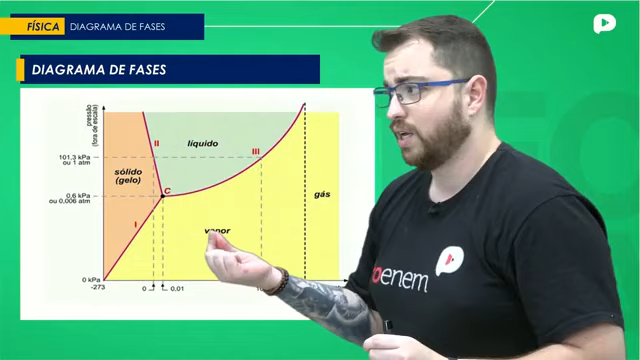 FÍSICA DIAGRAMA DE FASES
DIAGRAMA DE FASES
pressão
(fora de escala)
101,3 kPa
ou 1 atm
0,6 kPa
ou 0,006 atm
0 kPa
-273
0
0,01
10
sólido
(gelo)
II
líquido
III
C
I
vapor
gás
enem